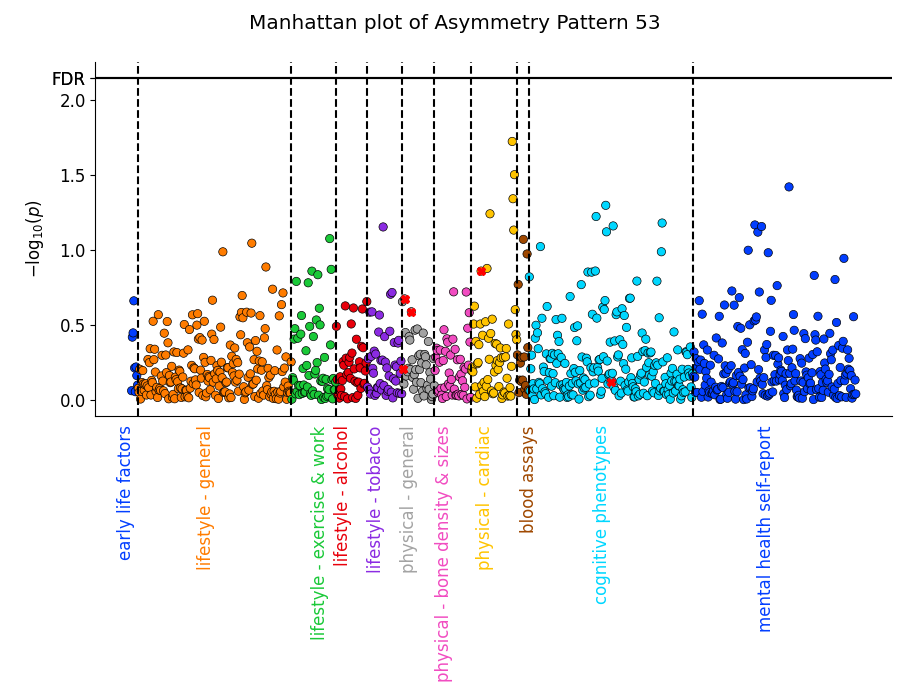 Manhattan plot of Asymmetry Pattern 53
FDR
2.0
1.5
1.0
0.5
0.0
−log₁₀(p)
early life factors
lifestyle - general
lifestyle - exercise & work
lifestyle - alcohol
lifestyle - tobacco
physical - general
physical - bone density & sizes
physical - cardiac
blood assays
cognitive phenotypes
mental health self-report